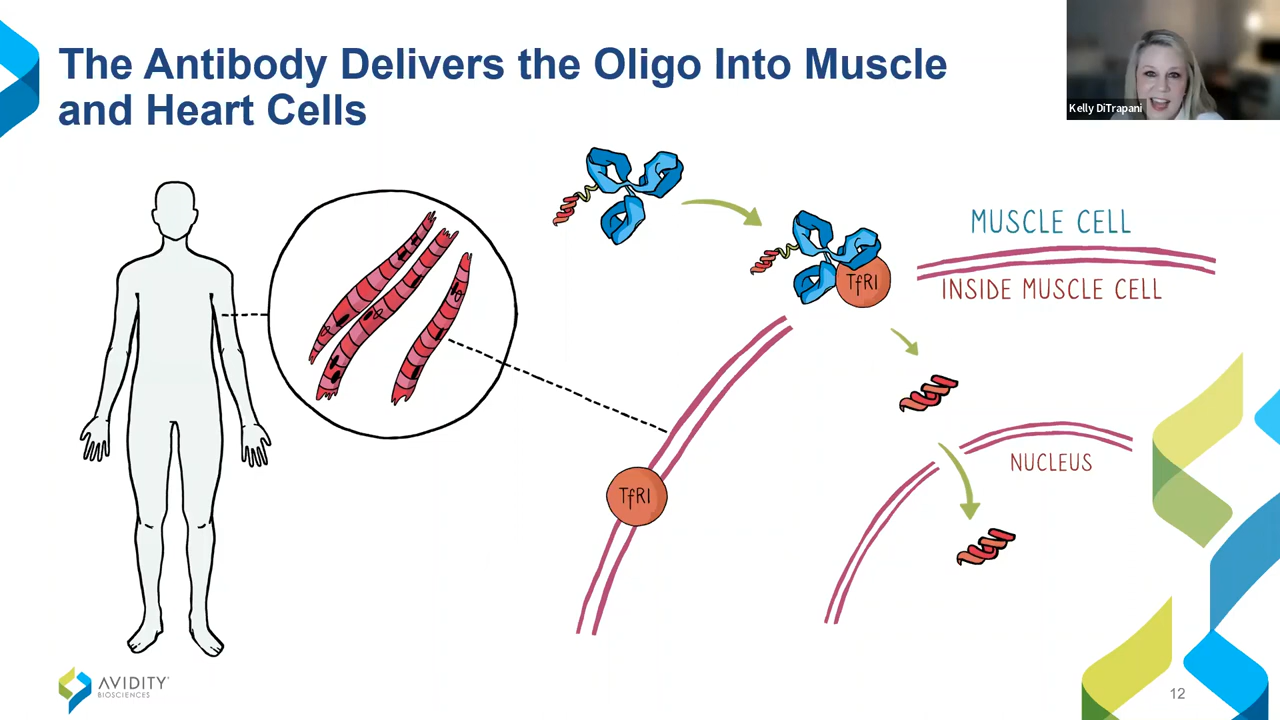 The Antibody Delivers the Oligo Into Muscle
and Heart Cells
Kelly DiTrapani
MUSCLE CELL
TfR1
INSIDE MUSCLE CELL
NUCLEUS
TfR1
AVIDITY
BIOSCIENCES
12